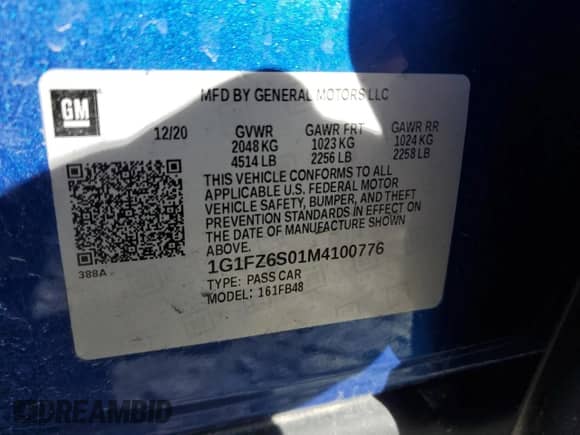 MFD BY GENERAL MOTORS LLC
GM
12/20 GVWR GAWR FRT GAWR RR
2048 KG 1023 KG 1024 KG
4514 LB 2256 LB 2258 LB
THIS VEHICLE CONFORMS TO ALL
APPLICABLE U.S. FEDERAL MOTOR
VEHICLE SAFETY, BUMPER, AND THEFT
PREVENTION STANDARDS IN EFFECT ON
THE DATE OF MANUFACTURE SHOWN
ABOVE.
388A
1G1FZ6S01M4100776
TYPE: PASS CAR
MODEL: 161FB48
DREAMBID